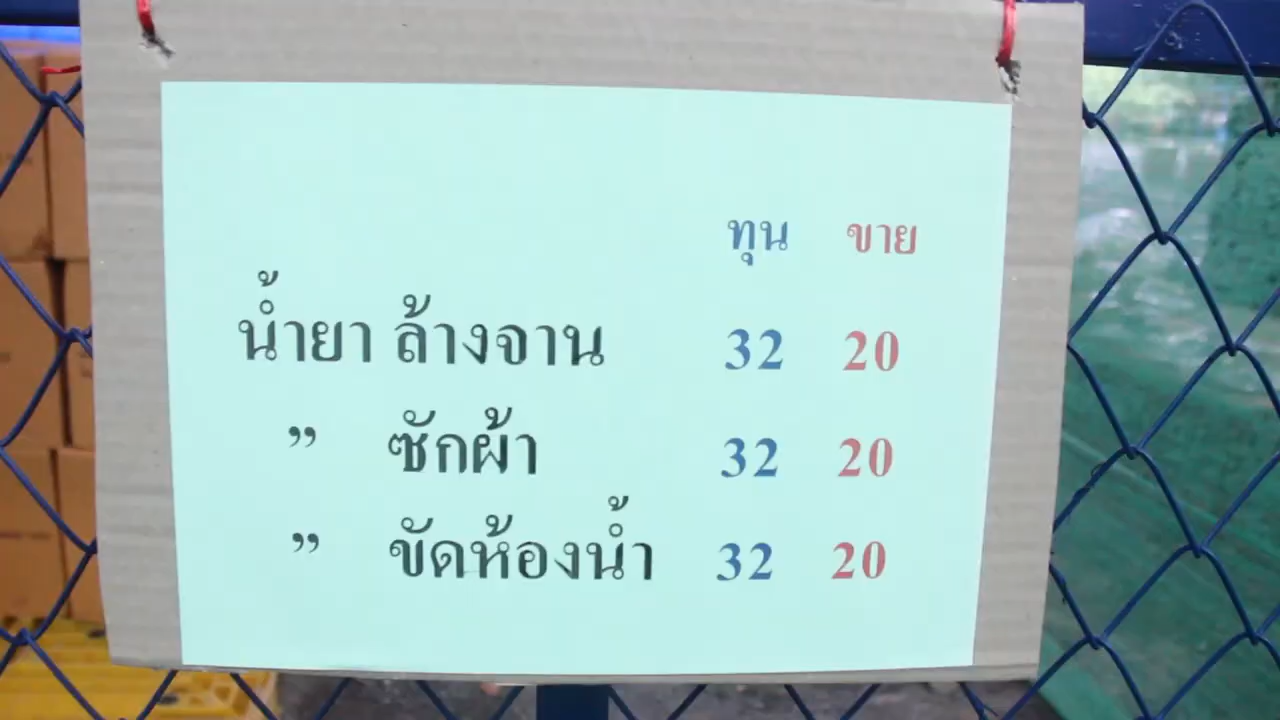 ทุน ขาย
น้ำยา ล้างจาน 32 20
” ซักผ้า 32 20
” ขัดห้องน้ำ 32 20